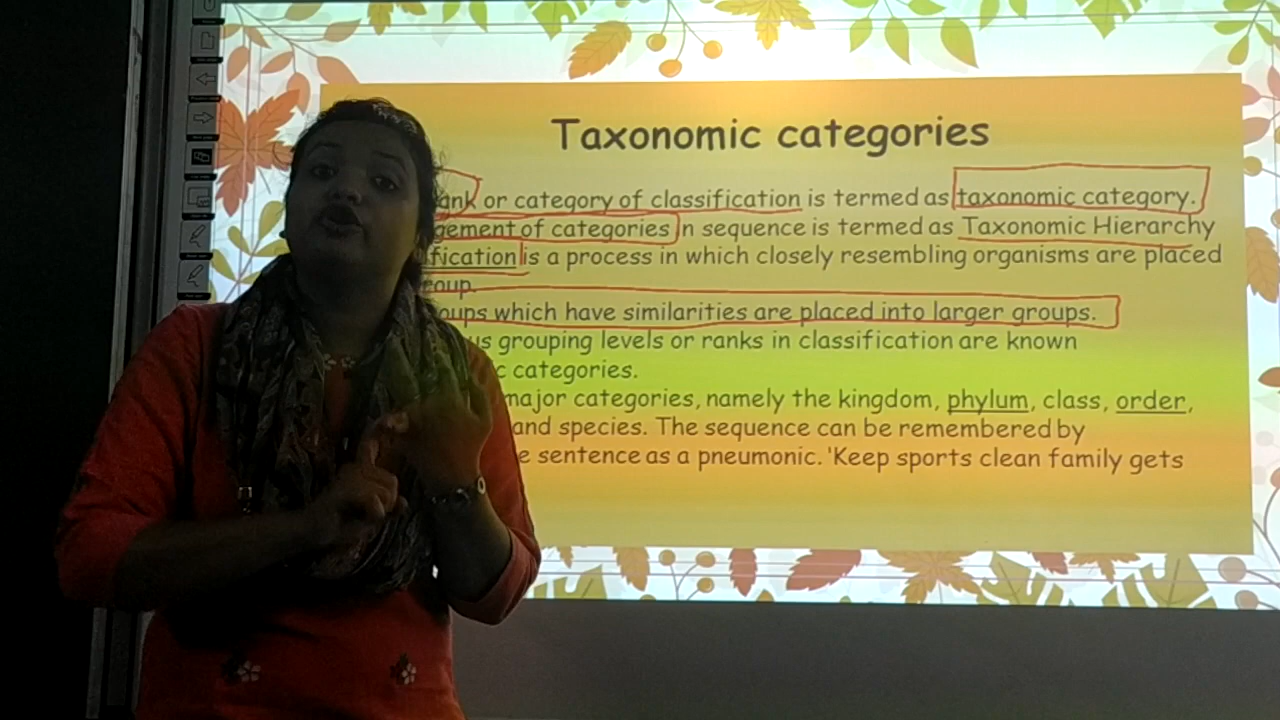 Taxonomic categories
ank or category of classification is termed as taxonomic category.
gement of categories in sequence is termed as Taxonomic Hierarchy
fication is a process in which closely resembling organisms are placed
oup.
oups which have similarities are placed into larger groups.
us grouping levels or ranks in classification are known
c categories.
major categories, namely the kingdom, phylum, class, order,
and species. The sequence can be remembered by
e sentence as a pneumonic. 'Keep sports clean family gets